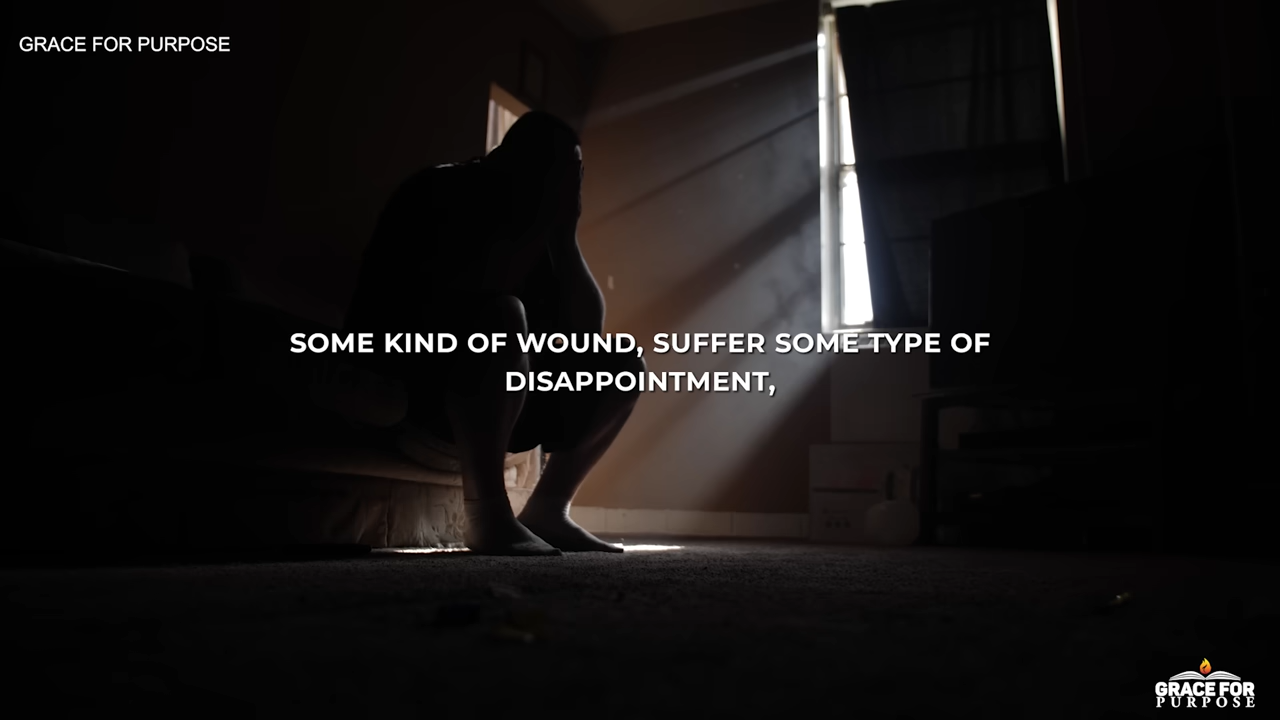 GRACE FOR PURPOSE
SOME KIND OF WOUND, SUFFER SOME TYPE OF
DISAPPOINTMENT,
GRACE FOR
PURPOSE